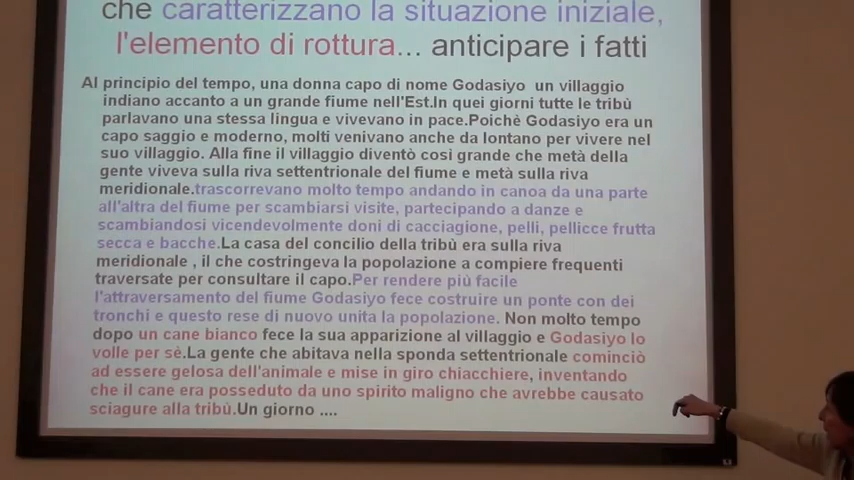 che caratterizzano la situazione iniziale,
l'elemento di rottura... anticipare i fatti
Al principio del tempo, una donna capo di nome Godasiyo un villaggio
indiano accanto a un grande fiume nell'Est.In quei giorni tutte le tribù
parlavano una stessa lingua e vivevano in pace.Poichè Godasiyo era un
capo saggio e moderno, molti venivano anche da lontano per vivere nel
suo villaggio. Alla fine il villaggio diventò cosi grande che metà della
gente viveva sulla riva settentrionale del fiume e metà sulla riva
meridionale.trascorrevano molto tempo andando in canoa da una parte
all'altra del fiume per scambiarsi visite, partecipando a danze e
scambiandosi vicendevolmente doni di cacciagione, pelli, pellicce frutta
secca e bacche.La casa del concilio della tribù era sulla riva
meridionale , il che costringeva la popolazione a compiere frequenti
traversate per consultare il capo.Per rendere più facile
l'attraversamento del fiume Godasiyo fece costruire un ponte con dei
tronchi e questo rese di nuovo unita la popolazione. Non molto tempo
dopo un cane bianco fece la sua apparizione al villaggio e Godasiyo lo
volle per sè.La gente che abitava nella sponda settentrionale cominciò
ad essere gelosa dell'animale e mise in giro chiacchiere, inventando
che il cane era posseduto da uno spirito maligno che avrebbe causato
sciagure alla tribù.Un giorno ....